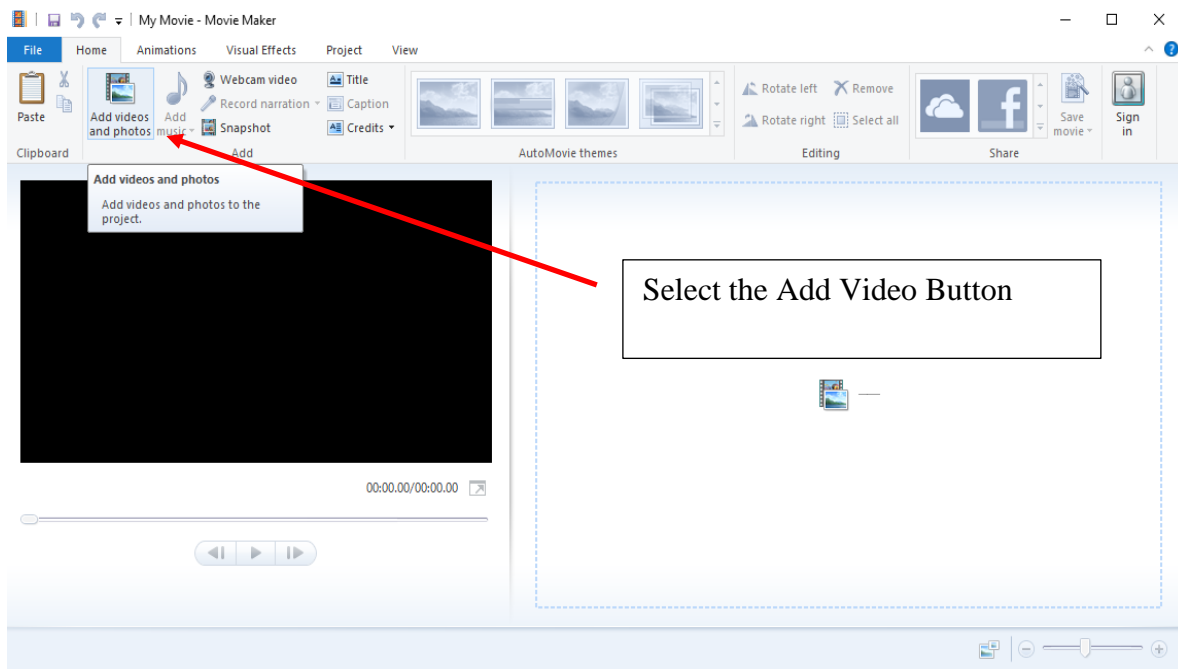 My Movie - Movie Maker
File Home Animations Visual Effects Project View
Paste
Clipboard
Add videos
and photos
Add
music
Webcam video
Record narration
Snapshot
Title
Caption
Credits
Add
AutoMovie themes
Rotate left
Remove
Rotate right
Select all
Editing
Share
Save
movie
Sign
in
Add videos and photos
Add videos and photos to the
project.
Select the Add Video Button
00:00.00/00:00.00